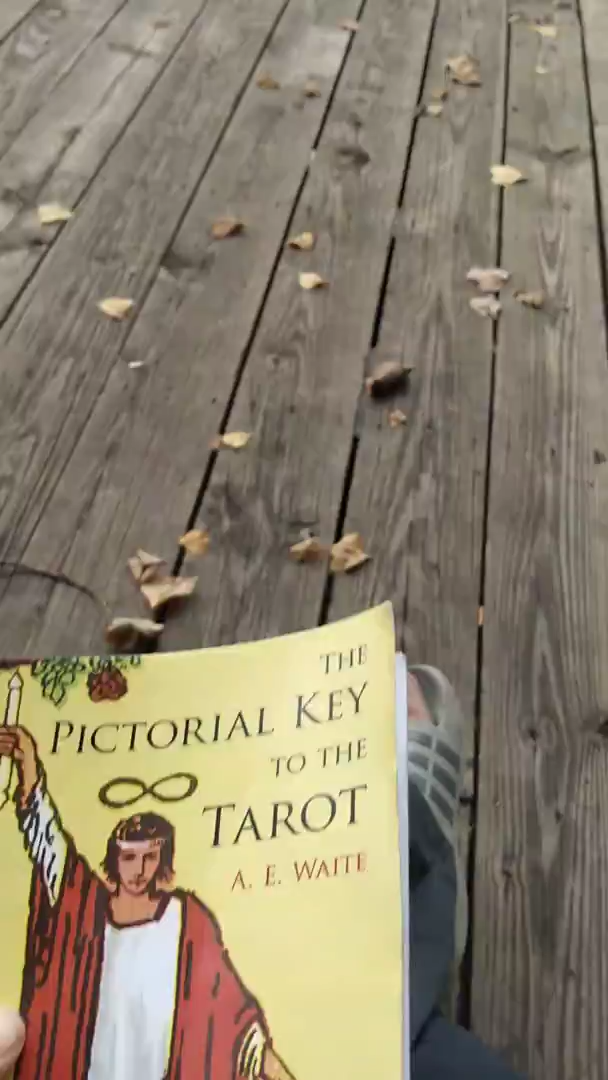 THE
PICTORIAL KEY
TO THE
TAROT
A. E. WAITE